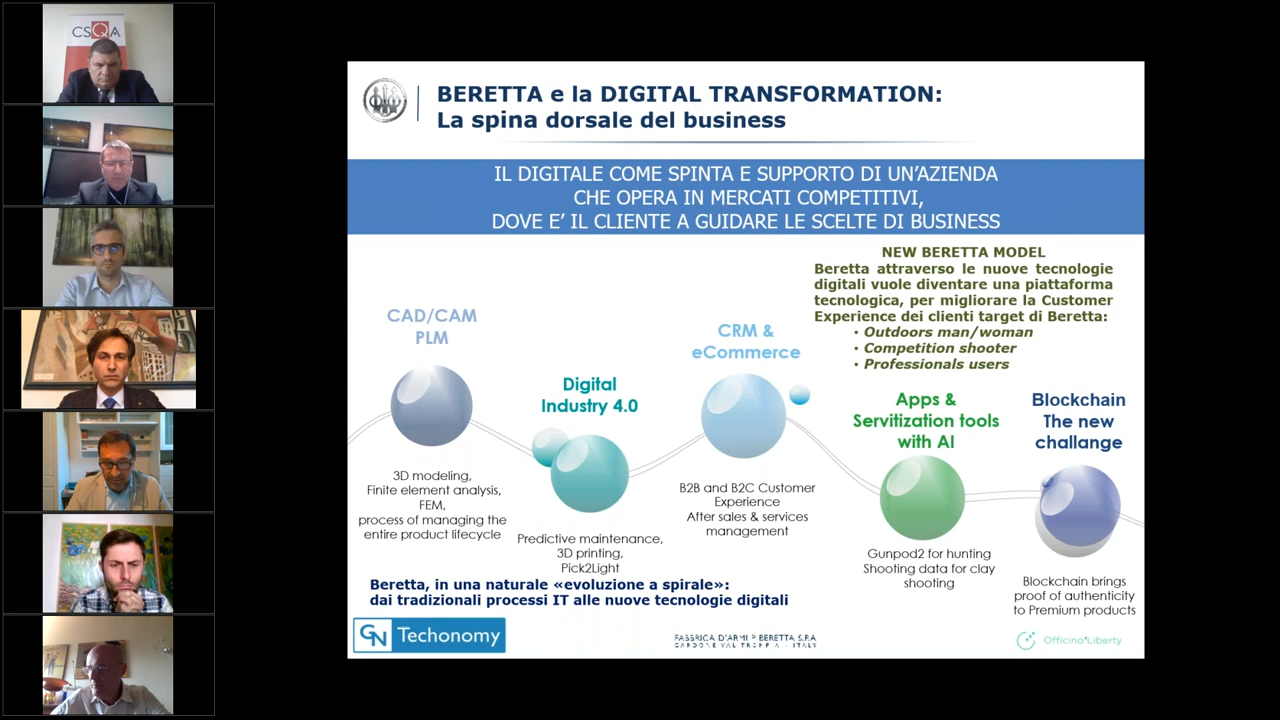 CSQA
BERETTA e la DIGITAL TRANSFORMATION:
La spina dorsale del business
IL DIGITALE COME SPINTA E SUPPORTO DI UN'AZIENDA
CHE OPERA IN MERCATI COMPETITIVI,
DOVE E' IL CLIENTE A GUIDARE LE SCELTE DI BUSINESS
NEW BERETTA MODEL
Beretta attraverso le nuove tecnologie
digitali vuole diventare una piattaforma
tecnologica, per migliorare la Customer
Experience dei clienti target di Beretta:
• Outdoors man/woman
• Competition shooter
• Professionals users
CAD/CAM
PLM
3D modeling,
Finite element analysis,
FEM,
process of managing the
entire product lifecycle
Digital
Industry 4.0
Predictive maintenance,
3D printing,
Pick2Light
CRM &
eCommerce
B2B and B2C Customer
Experience
After sales & services
management
Apps &
Servitization tools
with AI
Gunpod2 for hunting
Shooting data for clay
shooting
Blockchain
The new
challange
Blockchain brings
proof of authenticity
to Premium products
Beretta, in una naturale «evoluzione a spirale»:
dai tradizionali processi IT alle nuove tecnologie digitali
GN Techonomy
FABBRICA D'ARMI P BERETTA S.P.A
GARDONE VAL TROMPIA - ITALY
Officina*Liberty